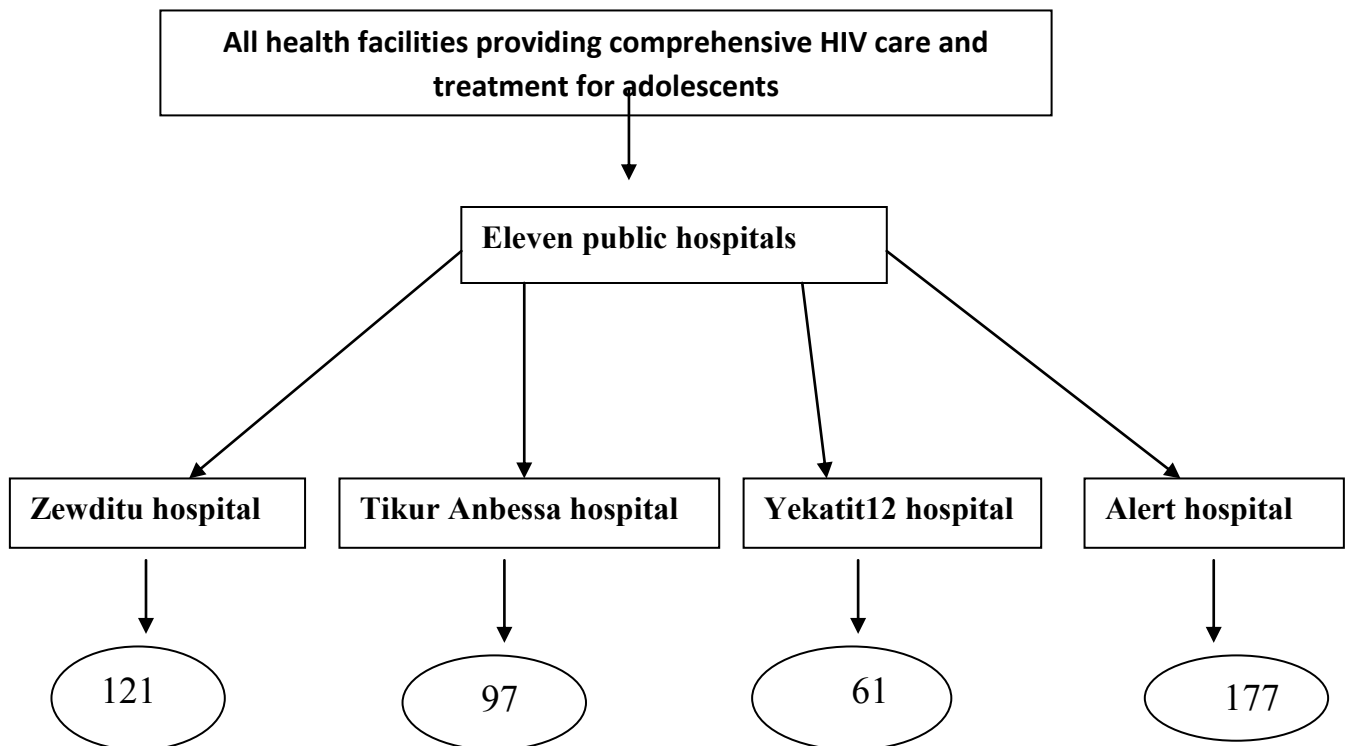 All health facilities providing comprehensive HIV care and
treatment for adolescents
Eleven public hospitals
Zewditu hospital
Tikur Anbessa hospital
Yekatit12 hospital
Alert hospital
121
97
61
177